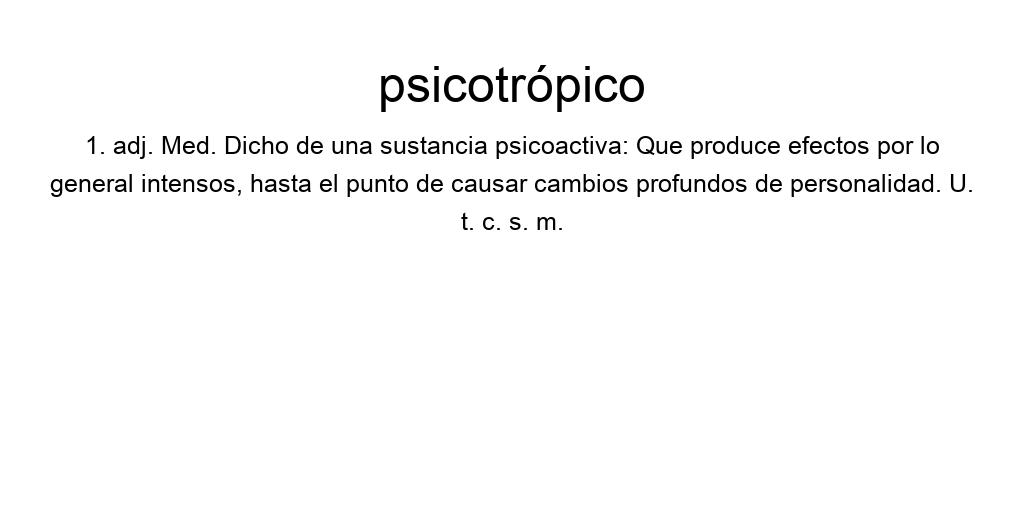 psicotrópico
1. adj. Med. Dicho de una sustancia psicoactiva: Que produce efectos por lo
general intensos, hasta el punto de causar cambios profundos de personalidad. U.
t. c. s. m.